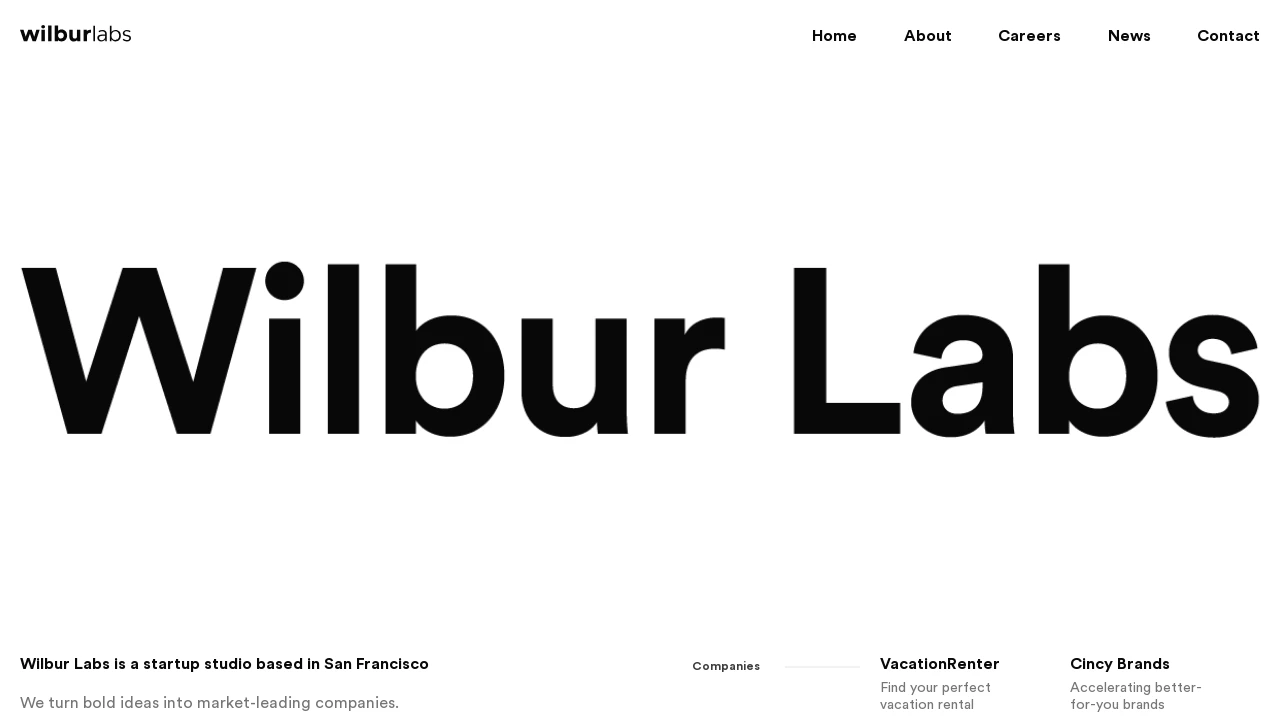 wilburlabs
Home
About
Careers
News
Contact
Wilbur Labs
Wilbur Labs is a startup studio based in San Francisco
We turn bold ideas into market-leading companies.
Companies
VacationRenter
Find your perfect
vacation rental
Cincy Brands
Accelerating better-
for-you brands